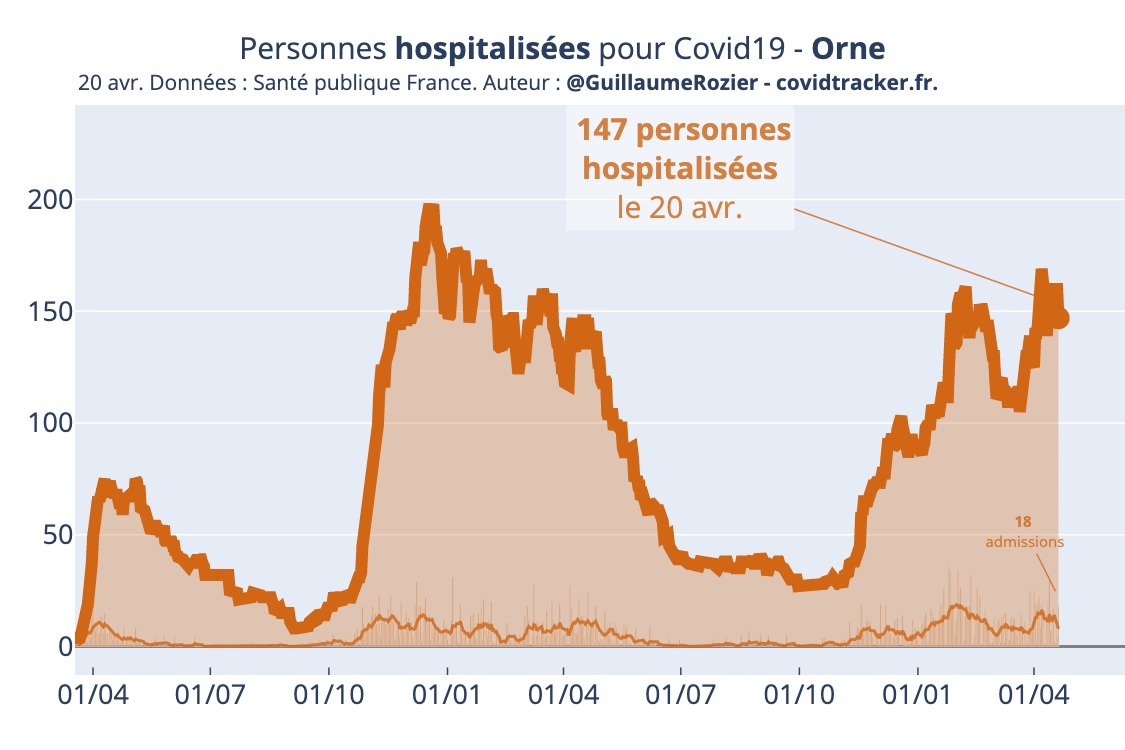 Personnes hospitalisées pour Covid19 - Orne
20 avr. Données : Santé publique France. Auteur : @GuillaumeRozier - covidtracker.fr.
147 personnes
hospitalisées
le 20 avr.
200
150
100
50
0
18
admissions
01/04 01/07 01/10 01/01 01/04 01/07 01/10 01/01 01/04